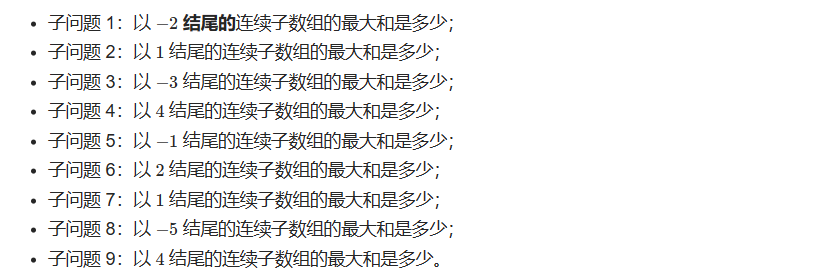 • 子问题 1：以 −2 结尾的连续子数组的最大和是多少；
• 子问题 2：以 1 结尾的连续子数组的最大和是多少；
• 子问题 3：以 −3 结尾的连续子数组的最大和是多少；
• 子问题 4：以 4 结尾的连续子数组的最大和是多少；
• 子问题 5：以 −1 结尾的连续子数组的最大和是多少；
• 子问题 6：以 2 结尾的连续子数组的最大和是多少；
• 子问题 7：以 1 结尾的连续子数组的最大和是多少；
• 子问题 8：以 −5 结尾的连续子数组的最大和是多少；
• 子问题 9：以 4 结尾的连续子数组的最大和是多少。